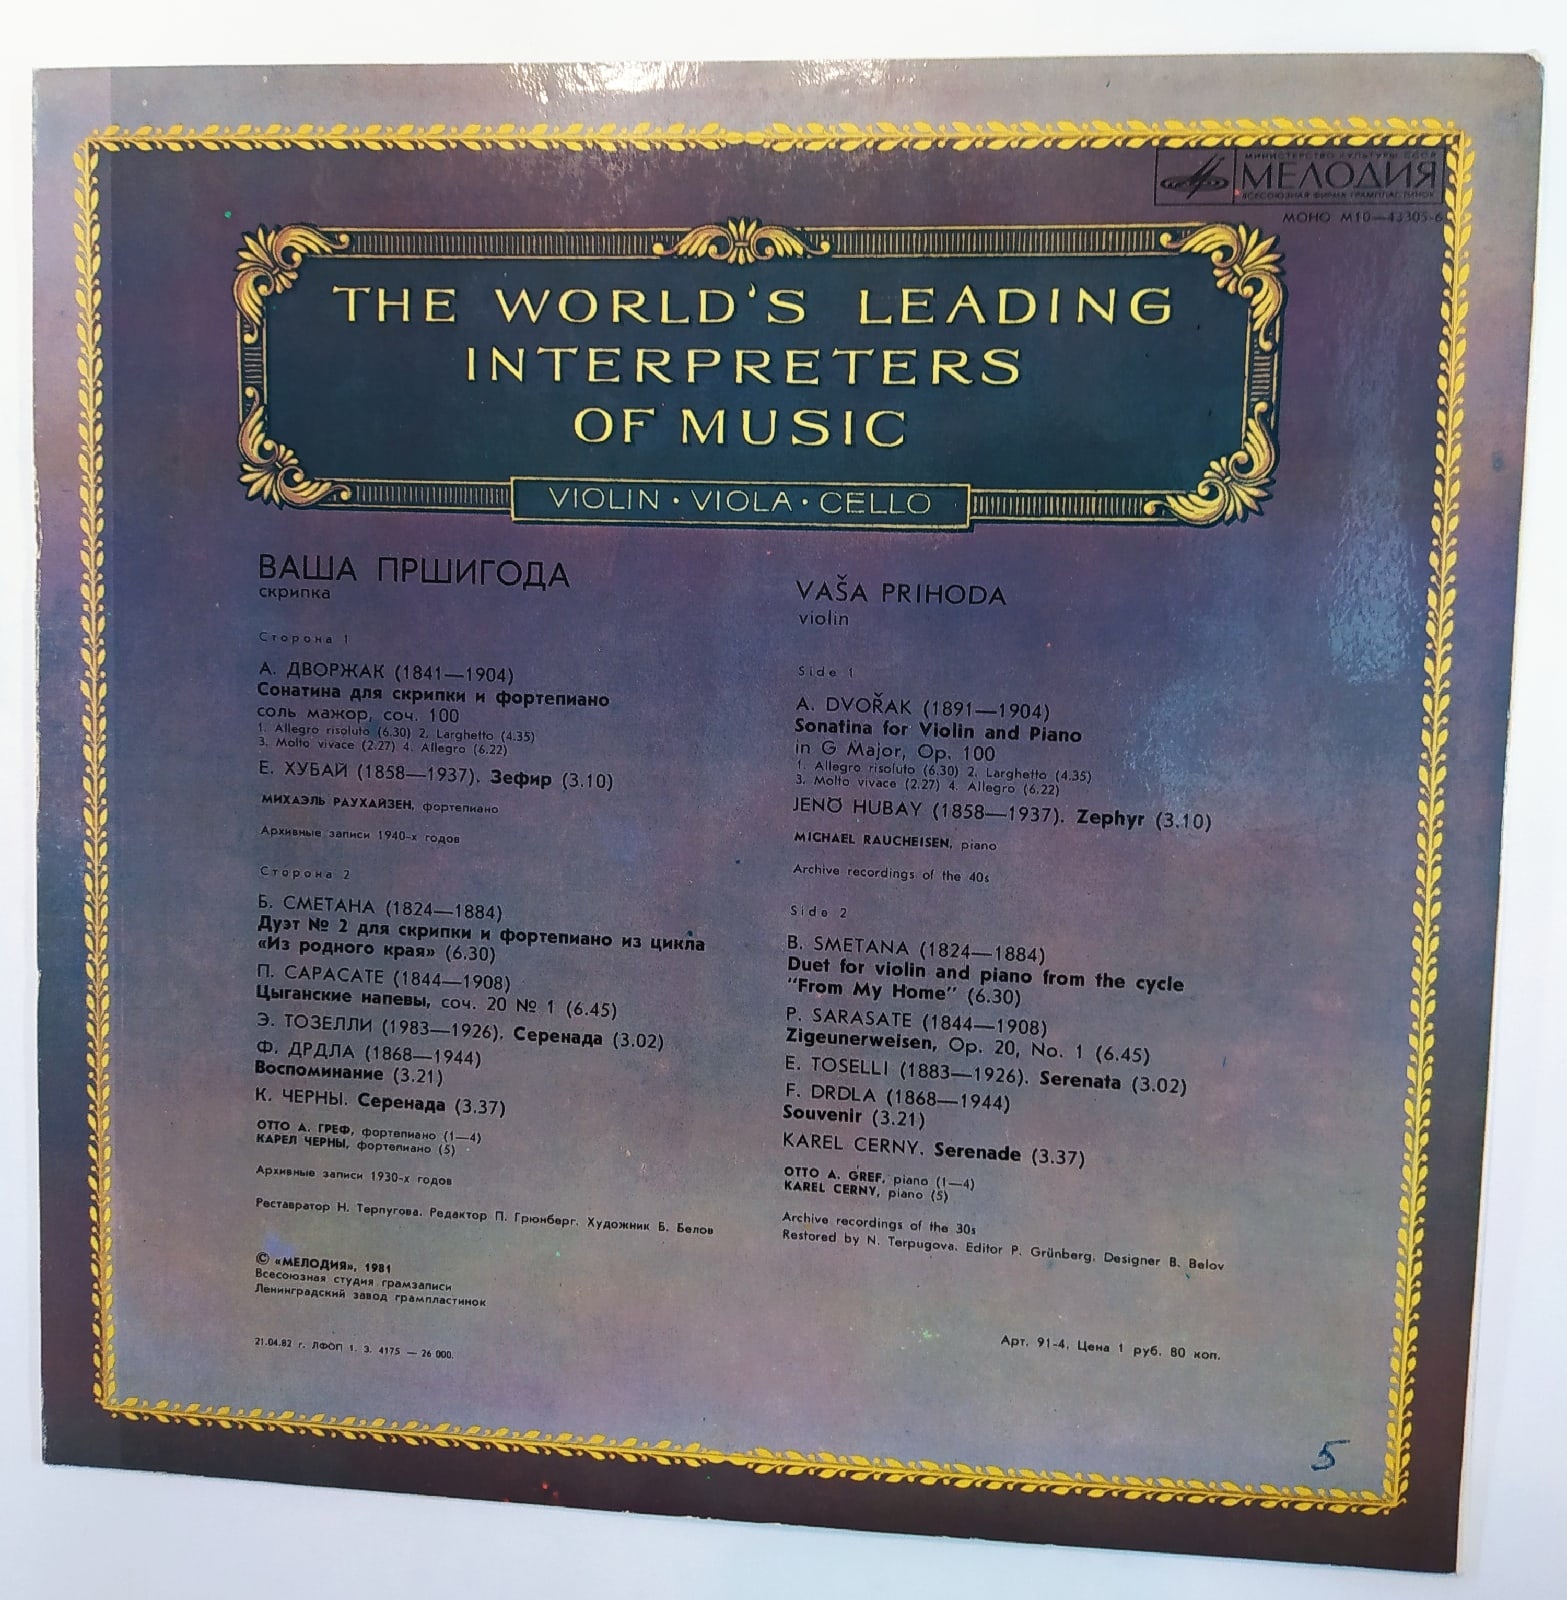 МИНИСТЕРСТВО КУЛЬТУРЫ СССР
МЕЛОДИЯ
ВСЕСОЮЗНАЯ ФИРМА ГРАМПЛАСТИНОК
МОНО М10—43305-6
THE WORLD'S LEADING
INTERPRETERS
OF MUSIC
VIOLIN · VIOLA · CELLO
ВАША ПРШИГОДА
скрипка
Сторона 1
А. ДВОРЖАК (1841—1904)
Сонатина для скрипки и фортепиано
соль мажор, соч. 100
1. Allegro risoluto (6.30) 2. Larghetto (4.35)
3. Molto vivace (2.27) 4. Allegro (6.22)
Е. ХУБАЙ (1858—1937). Зефир (3.10)
МИХАЭЛЬ РАУХАЙЗЕН, фортепиано
Архивные записи 1940-х годов
Сторона 2
Б. СМЕТАНА (1824—1884)
Дуэт № 2 для скрипки и фортепиано из цикла
«Из родного края» (6.30)
П. САРАСАТЕ (1844—1908)
Цыганские напевы, соч. 20 № 1 (6.45)
Э. ТОЗЕЛЛИ (1983—1926). Серенада (3.02)
Ф. ДРДЛА (1868—1944)
Воспоминание (3.21)
К. ЧЕРНЫ. Серенада (3.37)
ОТТО А. ГРЕФ, фортепиано (1—4)
КАРЕЛ ЧЕРНЫ, фортепиано (5)
Архивные записи 1930-х годов
Реставратор Н. Терпугова. Редактор П. Грюнберг. Художник Б. Белов
© «МЕЛОДИЯ», 1981
Всесоюзная студия грамзаписи
Ленинградский завод грампластинок
21.04.82 г. ЛФОП 1. З. 4175 — 26 000.
VAŠA PRIHODA
violin
Side 1
A. DVOŘAK (1891—1904)
Sonatina for Violin and Piano
in G Major, Op. 100
1. Allegro risoluto (6.30) 2. Larghetto (4.35)
3. Molto vivace (2.27) 4. Allegro (6.22)
JENÖ HUBAY (1858—1937). Zephyr (3.10)
MICHAEL RAUCHEISEN, piano
Archive recordings of the 40s
Side 2
B. SMETANA (1824—1884)
Duet for violin and piano from the cycle
"From My Home" (6.30)
P. SARASATE (1844—1908)
Zigeunerweisen, Op. 20, No. 1 (6.45)
E. TOSELLI (1883—1926). Serenata (3.02)
F. DRDLA (1868—1944)
Souvenir (3.21)
KAREL CERNY. Serenade (3.37)
OTTO A. GREF, piano (1—4)
KAREL CERNY, piano (5)
Archive recordings of the 30s
Restored by N. Terpugova. Editor P. Grünberg. Designer B. Belov
Арт. 91-4. Цена 1 руб. 80 коп.
5